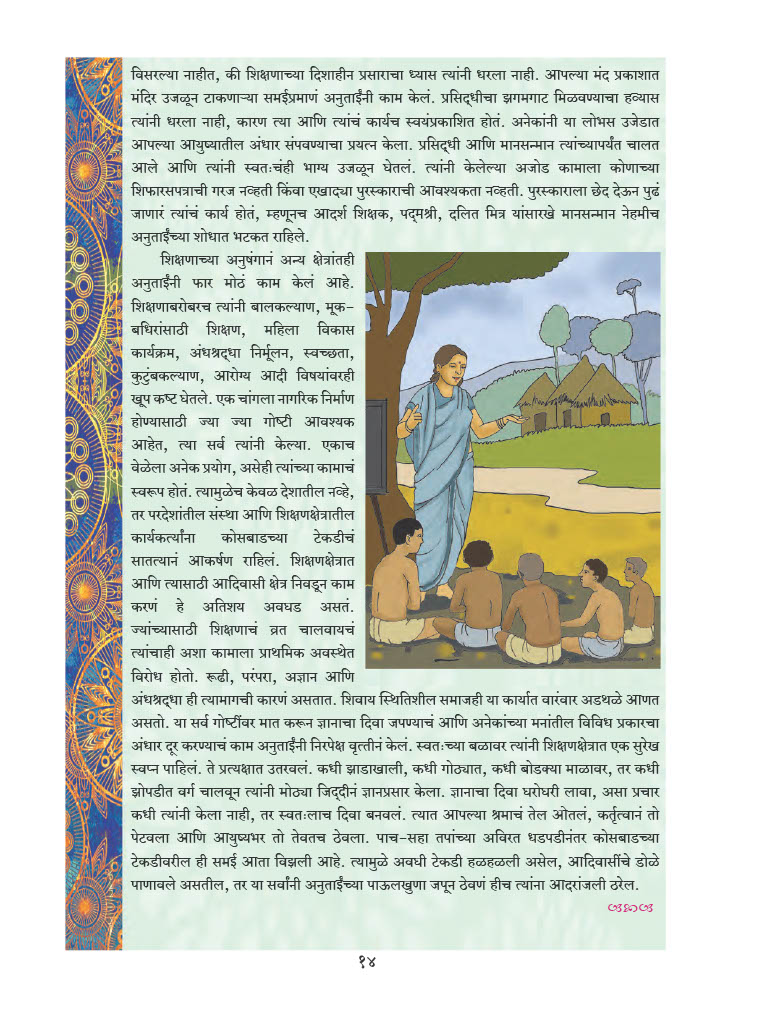 विसरल्या नाहीत, की शिक्षणाच्या दिशाहीन प्रसाराचा ध्यास त्यांनी धरला नाही. आपल्या मंद प्रकाशात
मंदिर उजळून टाकणाऱ्या समईप्रमाणं अनुताईंनी काम केलं. प्रसिद्धीचा झगमगाट मिळवण्याचा हव्यास
त्यांनी धरला नाही, कारण त्या आणि त्यांचं कार्यच स्वयंप्रकाशित होतं. अनेकांनी या लोभस उजेडात
आपल्या आयुष्यातील अंधार संपवण्याचा प्रयत्न केला. प्रसिद्धी आणि मानसन्मान त्यांच्यापर्यंत चालत
आले आणि त्यांनी स्वतःचंही भाग्य उजळून घेतलं. त्यांनी केलेल्या अजोड कामाला कोणाच्या
शिफारसपत्राची गरज नव्हती किंवा एखाद्या पुरस्काराची आवश्यकता नव्हती. पुरस्काराला छेद देऊन पुढं
जाणारं त्यांचं कार्य होतं, म्हणूनच आदर्श शिक्षक, पद्मश्री, दलित मित्र यांसारखे मानसन्मान नेहमीच
अनुताईंच्या शोधात भटकत राहिले.
शिक्षणाच्या अनुषंगानं अन्य क्षेत्रांतही
अनुताईंनी फार मोठं काम केलं आहे.
शिक्षणाबरोबरच त्यांनी बालकल्याण, मूक-
बधिरांसाठी शिक्षण, महिला विकास
कार्यक्रम, अंधश्रद्धा निर्मूलन, स्वच्छता,
कुटुंबकल्याण, आरोग्य आदी विषयांवरही
खूप कष्ट घेतले. एक चांगला नागरिक निर्माण
होण्यासाठी ज्या ज्या गोष्टी आवश्यक
आहेत, त्या सर्व त्यांनी केल्या. एकाच
वेळेला अनेक प्रयोग, असेही त्यांच्या कामाचं
स्वरूप होतं. त्यामुळेच केवळ देशातील नव्हे,
तर परदेशांतील संस्था आणि शिक्षणक्षेत्रातील
कार्यकर्त्यांना कोसबाडच्या टेकडीचं
सातत्यानं आकर्षण राहिलं. शिक्षणक्षेत्रात
आणि त्यासाठी आदिवासी क्षेत्र निवडून काम
करणं हे अतिशय अवघड असतं.
ज्यांच्यासाठी शिक्षणाचं व्रत चालवायचं
त्यांचाही अशा कामाला प्राथमिक अवस्थेत
विरोध होतो. रूढी, परंपरा, अज्ञान आणि
अंधश्रद्धा ही त्यामागची कारणं असतात. शिवाय स्थितिशील समाजही या कार्यात वारंवार अडथळे आणत
असतो. या सर्व गोष्टींवर मात करून ज्ञानाचा दिवा जपण्याचं आणि अनेकांच्या मनांतील विविध प्रकारचा
अंधार दूर करण्याचं काम अनुताईंनी निरपेक्ष वृत्तीनं केलं. स्वतःच्या बळावर त्यांनी शिक्षणक्षेत्रात एक सुरेख
स्वप्न पाहिलं. ते प्रत्यक्षात उतरवलं. कधी झाडाखाली, कधी गोठ्यात, कधी बोडक्या माळावर, तर कधी
झोपडीत वर्ग चालवून त्यांनी मोठ्या जिद्दीनं ज्ञानप्रसार केला. ज्ञानाचा दिवा घरोघरी लावा, असा प्रचार
कधी त्यांनी केला नाही, तर स्वतःलाच दिवा बनवलं. त्यात आपल्या श्रमाचं तेल ओतलं, कर्तृत्वानं तो
पेटवला आणि आयुष्यभर तो तेवतच ठेवला. पाच-सहा तपांच्या अविरत धडपडीनंतर कोसबाडच्या
टेकडीवरील ही समई आता विझली आहे. त्यामुळे अवघी टेकडी हळहळली असेल, आदिवासींचे डोळे
पाणावले असतील, तर या सर्वांनी अनुताईंच्या पाऊलखुणा जपून ठेवणं हीच त्यांना आदरांजली ठरेल.
१४